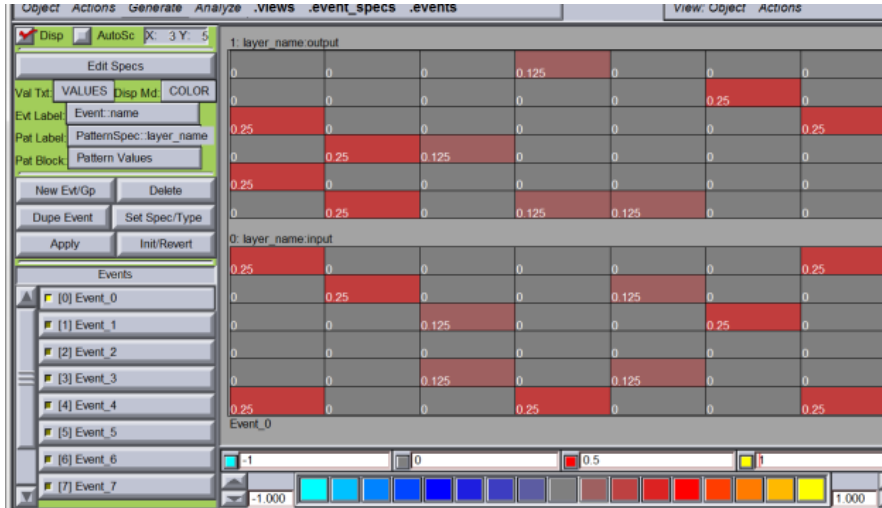 Object Actions Generate Analyze .views .event_specs .events View: Object Actions
Disp AutoSc X: 3 Y: 5
Edit Specs
Val Txt: VALUES Disp Md: COLOR
Evt Label: Event::name
Pat Label: PatternSpec::layer_name
Pat Block: Pattern Values
New Evt/Gp Delete
Dupe Event Set Spec/Type
Apply Init/Revert
Events
[0] Event_0
[1] Event_1
[2] Event_2
[3] Event_3
[4] Event_4
[5] Event_5
[6] Event_6
[7] Event_7
1: layer_name:output
0 0 0 0.125 0 0 0
0 0 0 0 0 0.25 0
0.25 0 0 0 0 0 0.25
0 0.25 0.125 0 0 0 0
0.25 0 0 0 0 0 0
0 0.25 0 0.125 0.125 0 0
0: layer_name:input
0.25 0 0 0 0 0 0.25
0 0.25 0 0 0.125 0 0
0 0 0.125 0 0 0.25 0
0 0 0 0 0 0 0
0 0 0.125 0 0.125 0 0
0.25 0 0 0.25 0 0 0.25
Event_0
-1 0 0.5 1
-1.000 1.000